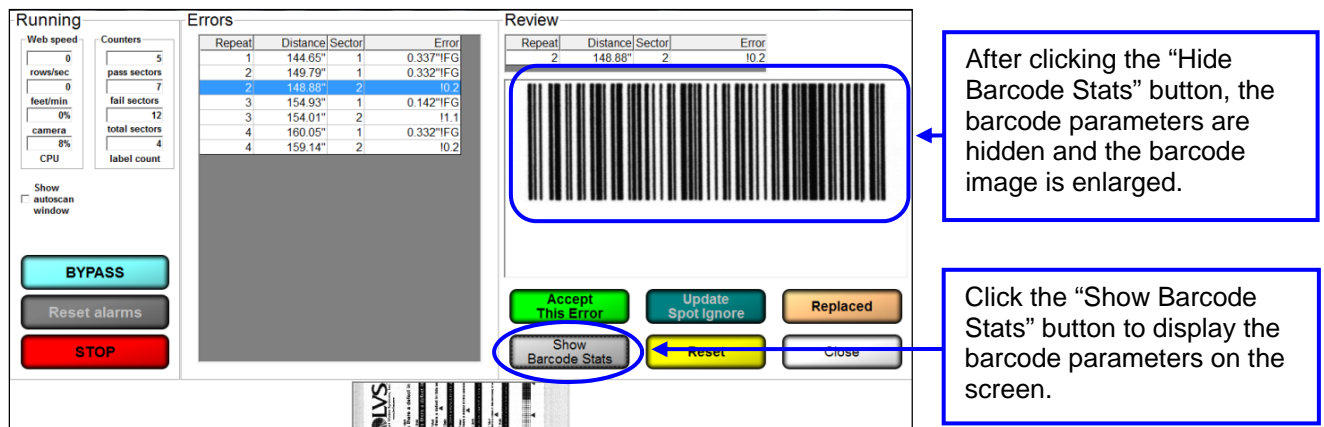 Running
Web speed
0
rows/sec
0
feet/min
0%
camera
8%
CPU
Counters
5
pass sectors
7
fail sectors
12
total sectors
4
label count
Show
autoscan
window
BYPASS
Reset alarms
STOP
Errors
Repeat Distance Sector Error
1 144.65" 1 0.337"!FG
2 149.79" 1 0.332"!FG
2 148.88" 2 !0.2
3 154.93" 1 0.142"!FG
3 154.01" 2 !1.1
4 160.05" 1 0.332"!FG
4 159.14" 2 !0.2
Review
Repeat Distance Sector Error
2 148.88" 2 !0.2
Accept
This Error
Update
Spot Ignore
Replaced
Show
Barcode Stats
Reset
Close
After clicking the “Hide
Barcode Stats” button, the
barcode parameters are
hidden and the barcode
image is enlarged.
Click the “Show Barcode
Stats” button to display the
barcode parameters on the
screen.
LVS